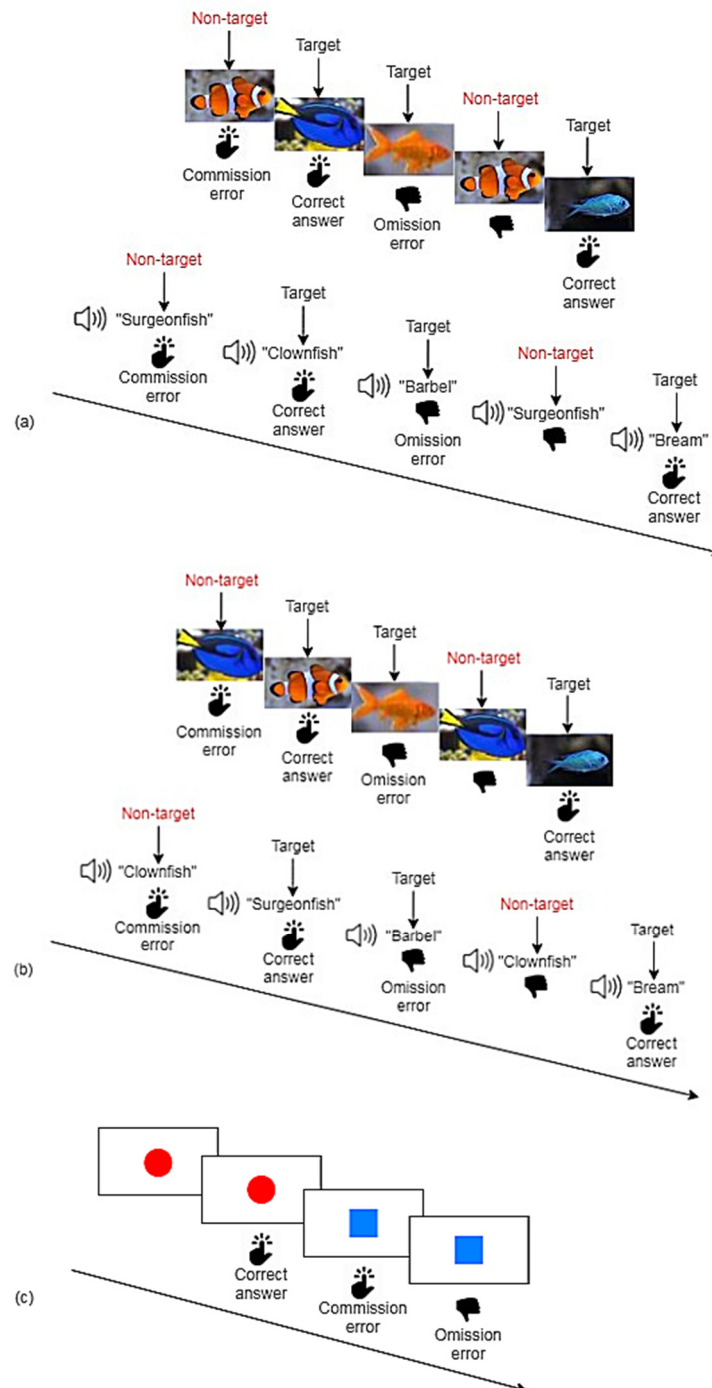 Non-target
Target
Target
Non-target
Target
Commission
error
Correct
answer
Omission
error
Correct
answer
Non-target
Target
Target
Non-target
Target
"Surgeonfish"
"Clownfish"
"Barbel"
"Surgeonfish"
"Bream"
Commission
error
Correct
answer
Omission
error
Correct
answer
(a)
Non-target
Target
Target
Non-target
Target
Commission
error
Correct
answer
Omission
error
Correct
answer
Non-target
Target
Target
Non-target
Target
"Clownfish"
"Surgeonfish"
"Barbel"
"Clownfish"
"Bream"
Commission
error
Correct
answer
Omission
error
Correct
answer
(b)
Correct
answer
Commission
error
Omission
error
(c)